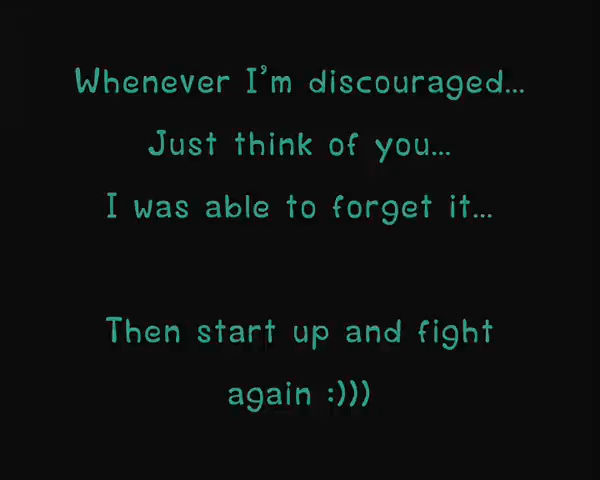 Whenever I'm discouraged...
Just think of you...
I was able to forget it...
Then start up and fight
again :)))